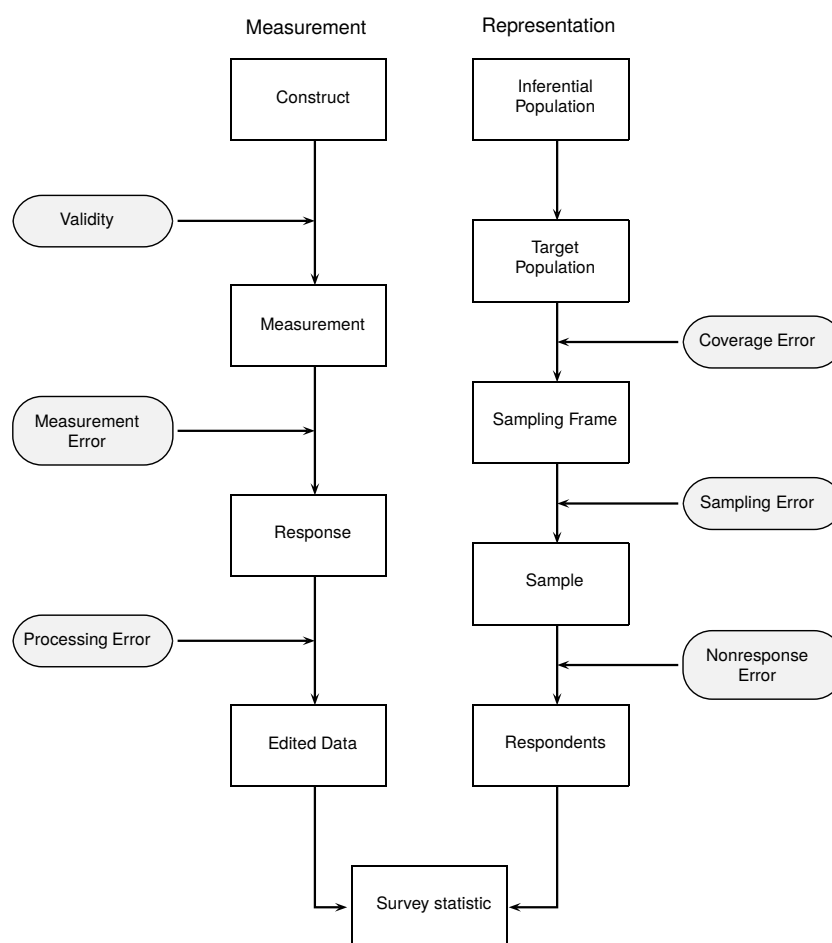 Measurement
Representation
Construct
Inferential
Population
Validity
Target
Population
Measurement
Coverage Error
Measurement
Error
Sampling Frame
Sampling Error
Response
Sample
Processing Error
Nonresponse
Error
Edited Data
Respondents
Survey statistic